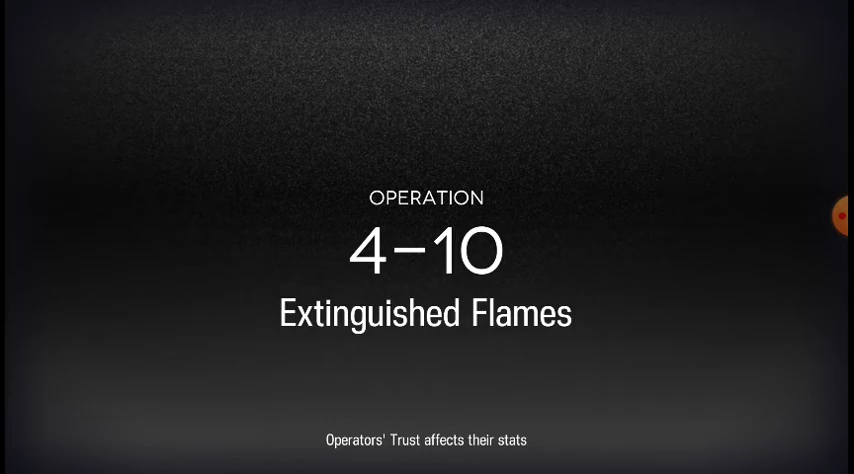 OPERATION
4–10
Extinguished Flames
Operators' Trust affects their stats